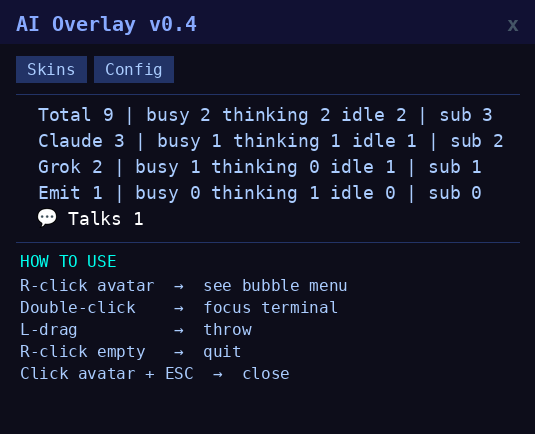 AI Overlay v0.4 x
Skins Config
Total 9 | busy 2 thinking 2 idle 2 | sub 3
Claude 3 | busy 1 thinking 1 idle 1 | sub 2
Grok 2 | busy 1 thinking 0 idle 1 | sub 1
Emit 1 | busy 0 thinking 1 idle 0 | sub 0
💬 Talks 1
HOW TO USE
R-click avatar → see bubble menu
Double-click → focus terminal
L-drag → throw
R-click empty → quit
Click avatar + ESC → close